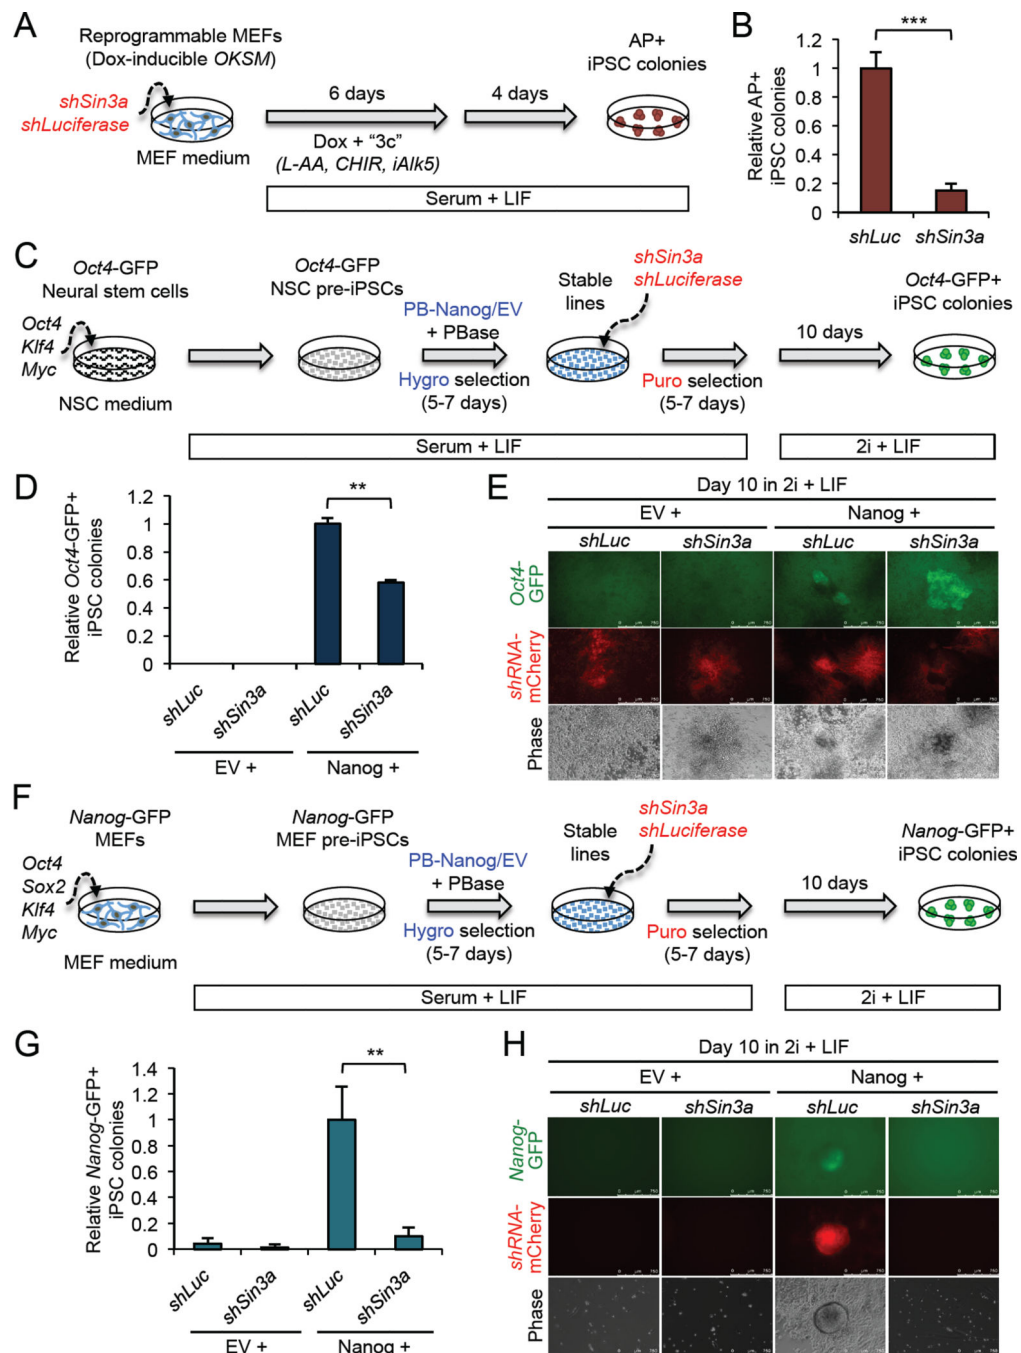 A
Reprogrammable MEFs
(Dox-inducible OKSM)
shSin3a
shLuciferase
MEF medium
6 days
Dox + “3c”
(L-AA, CHIR, iAlk5)
4 days
AP+
iPSC colonies
Serum + LIF
B
Relative AP+
iPSC colonies
1.2
1
0.8
0.6
0.4
0.2
0
***
shLuc
shSin3a
C
Oct4-GFP
Neural stem cells
Oct4
Klf4
Myc
NSC medium
Oct4-GFP
NSC pre-iPSCs
PB-Nanog/EV
+ PBase
Hygro selection
(5-7 days)
Stable
lines
shSin3a
shLuciferase
Puro selection
(5-7 days)
10 days
Oct4-GFP+
iPSC colonies
Serum + LIF
2i + LIF
D
Relative Oct4-GFP+
iPSC colonies
1.2
1
0.8
0.6
0.4
0.2
0
**
shLuc
shSin3a
shLuc
shSin3a
EV +
Nanog +
E
Day 10 in 2i + LIF
EV +
Nanog +
shLuc
shSin3a
shLuc
shSin3a
Oct4-
GFP
shRNA-
mCherry
Phase
F
Nanog-GFP
MEFs
Oct4
Sox2
Klf4
Myc
MEF medium
Nanog-GFP
MEF pre-iPSCs
PB-Nanog/EV
+ PBase
Hygro selection
(5-7 days)
Stable
lines
shSin3a
shLuciferase
Puro selection
(5-7 days)
10 days
Nanog-GFP+
iPSC colonies
Serum + LIF
2i + LIF
G
Relative Nanog-GFP+
iPSC colonies
1.4
1.2
1
0.8
0.6
0.4
0.2
0
**
shLuc
shSin3a
shLuc
shSin3a
EV +
Nanog +
H
Day 10 in 2i + LIF
EV +
Nanog +
shLuc
shSin3a
shLuc
shSin3a
Nanog-
GFP
shRNA-
mCherry
Phase